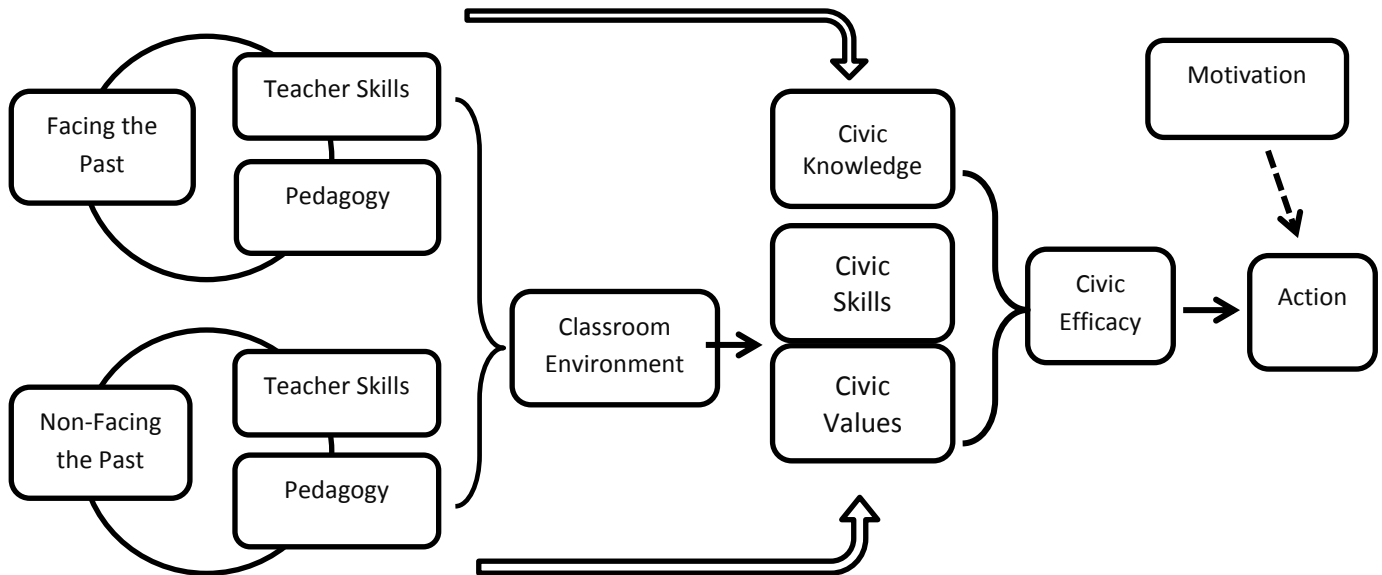 Facing the
Past
Teacher Skills
Pedagogy
Non-Facing
the Past
Teacher Skills
Pedagogy
Classroom
Environment
Civic
Knowledge
Civic
Skills
Civic
Values
Civic
Efficacy
Motivation
Action